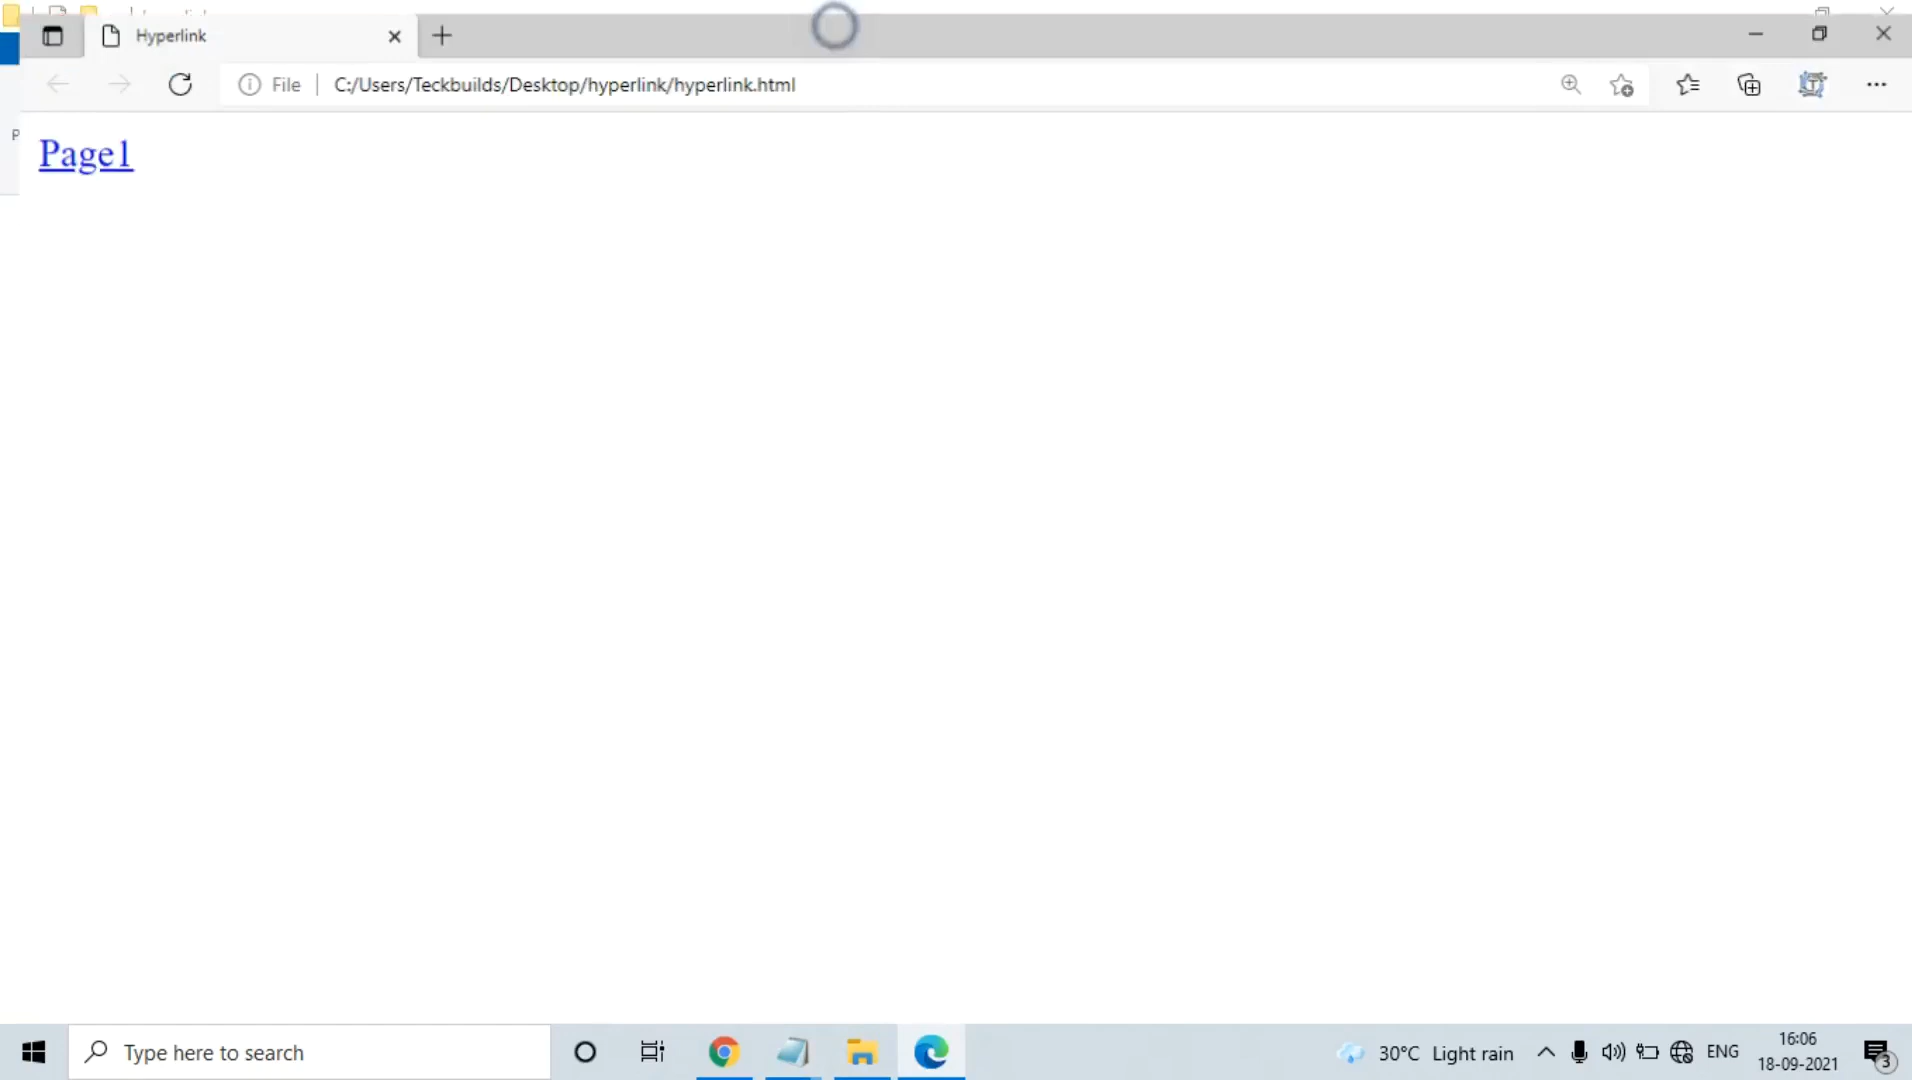 Hyperlink
File
C:/Users/Teckbuilds/Desktop/hyperlink/hyperlink.html
Page1
Type here to search
30°C Light rain
ENG
16:06
18-09-2021
3